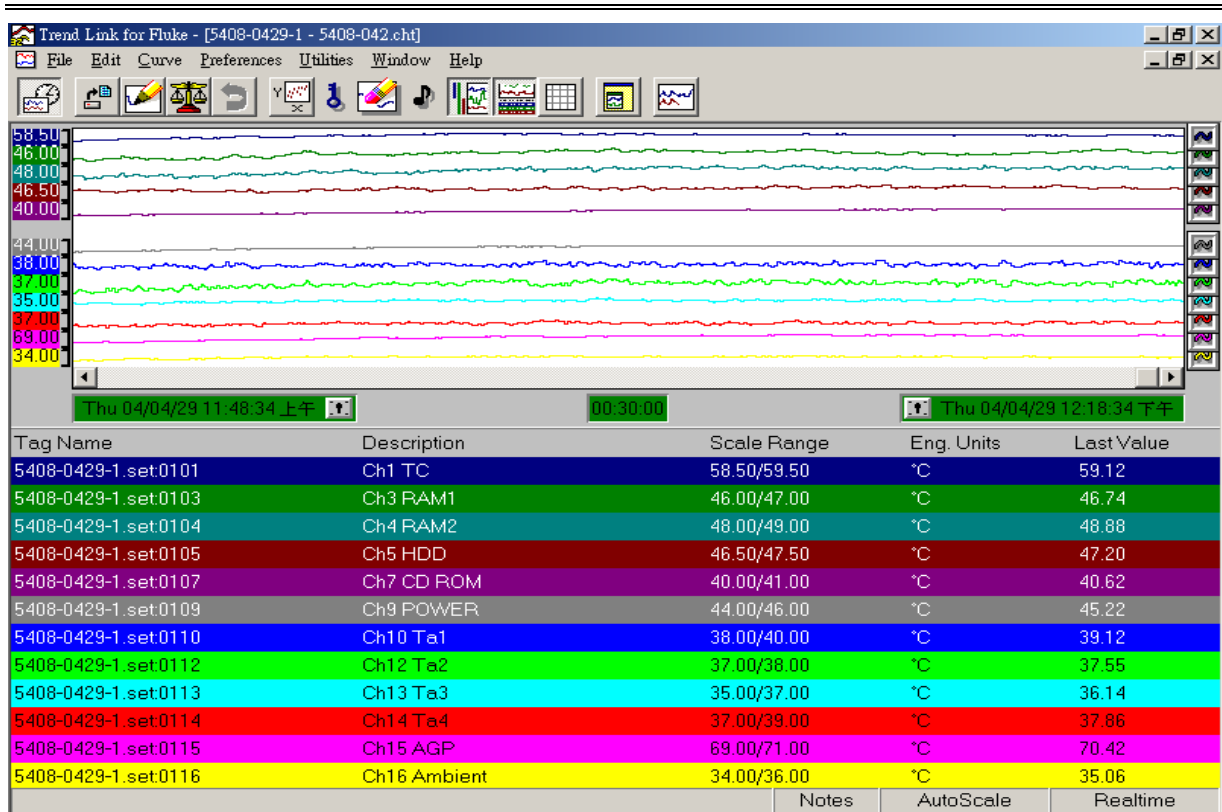 Trend Link for Fluke - [5408-0429-1 - 5408-042.cht]
File Edit Curve Preferences Utilities Window Help
58.50
46.00
48.00
46.50
40.00
44.00
38.00
37.00
35.00
37.00
69.00
34.00
Thu 04/04/29 11:48:34 上午 00:30:00 Thu 04/04/29 12:18:34 下午
Tag Name Description Scale Range Eng. Units Last Value
5408-0429-1.set:0101 Ch1 TC 58.50/59.50 °C 59.12
5408-0429-1.set:0103 Ch3 RAM1 46.00/47.00 °C 46.74
5408-0429-1.set:0104 Ch4 RAM2 48.00/49.00 °C 48.88
5408-0429-1.set:0105 Ch5 HDD 46.50/47.50 °C 47.20
5408-0429-1.set:0107 Ch7 CD ROM 40.00/41.00 °C 40.62
5408-0429-1.set:0109 Ch9 POWER 44.00/46.00 °C 45.22
5408-0429-1.set:0110 Ch10 Ta1 38.00/40.00 °C 39.12
5408-0429-1.set:0112 Ch12 Ta2 37.00/38.00 °C 37.55
5408-0429-1.set:0113 Ch13 Ta3 35.00/37.00 °C 36.14
5408-0429-1.set:0114 Ch14 Ta4 37.00/39.00 °C 37.86
5408-0429-1.set:0115 Ch15 AGP 69.00/71.00 °C 70.42
5408-0429-1.set:0116 Ch16 Ambient 34.00/36.00 °C 35.06
Notes AutoScale Realtime